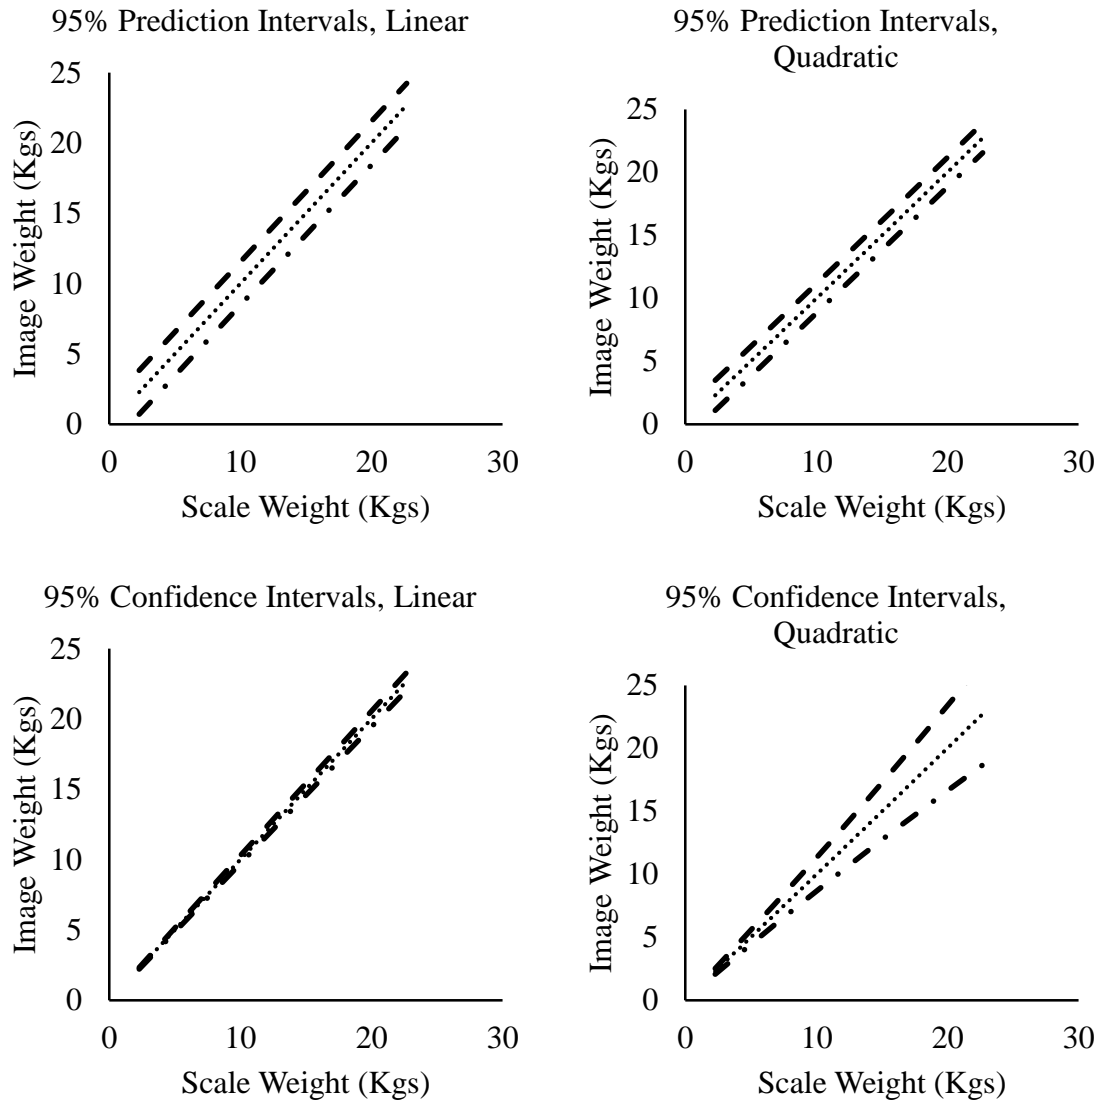 95% Prediction Intervals, Linear
25
20
15
10
5
0
Image Weight (Kgs)
0 10 20 30
Scale Weight (Kgs)
95% Prediction Intervals,
Quadratic
25
20
15
10
5
0
Image Weight (Kgs)
0 10 20 30
Scale Weight (Kgs)
95% Confidence Intervals, Linear
25
20
15
10
5
0
Image Weight (Kgs)
0 10 20 30
Scale Weight (Kgs)
95% Confidence Intervals,
Quadratic
25
20
15
10
5
0
Image Weight (Kgs)
0 10 20 30
Scale Weight (Kgs)